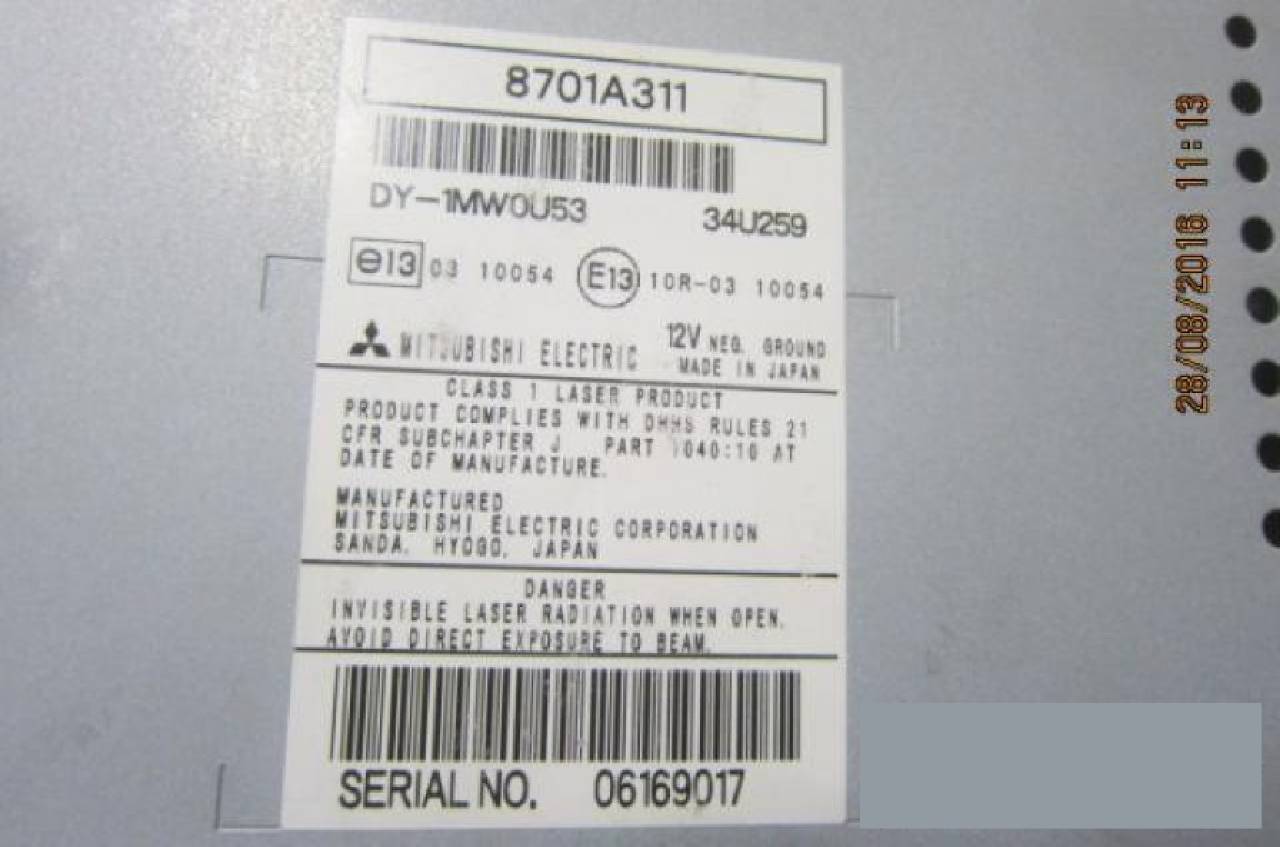 8701A311
DY-1MW0U53 34U259
e13 03 10054 E13 10R-03 10054
MITSUBISHI ELECTRIC 12V NEG. GROUND
MADE IN JAPAN
CLASS 1 LASER PRODUCT
PRODUCT COMPLIES WITH DHHS RULES 21
CFR SUBCHAPTER J PART 1040:10 AT
DATE OF MANUFACTURE.
MANUFACTURED
MITSUBISHI ELECTRIC CORPORATION
SANDA, HYOGO, JAPAN
DANGER
INVISIBLE LASER RADIATION WHEN OPEN.
AVOID DIRECT EXPOSURE TO BEAM.
SERIAL NO. 06169017
28/08/2016 11:13